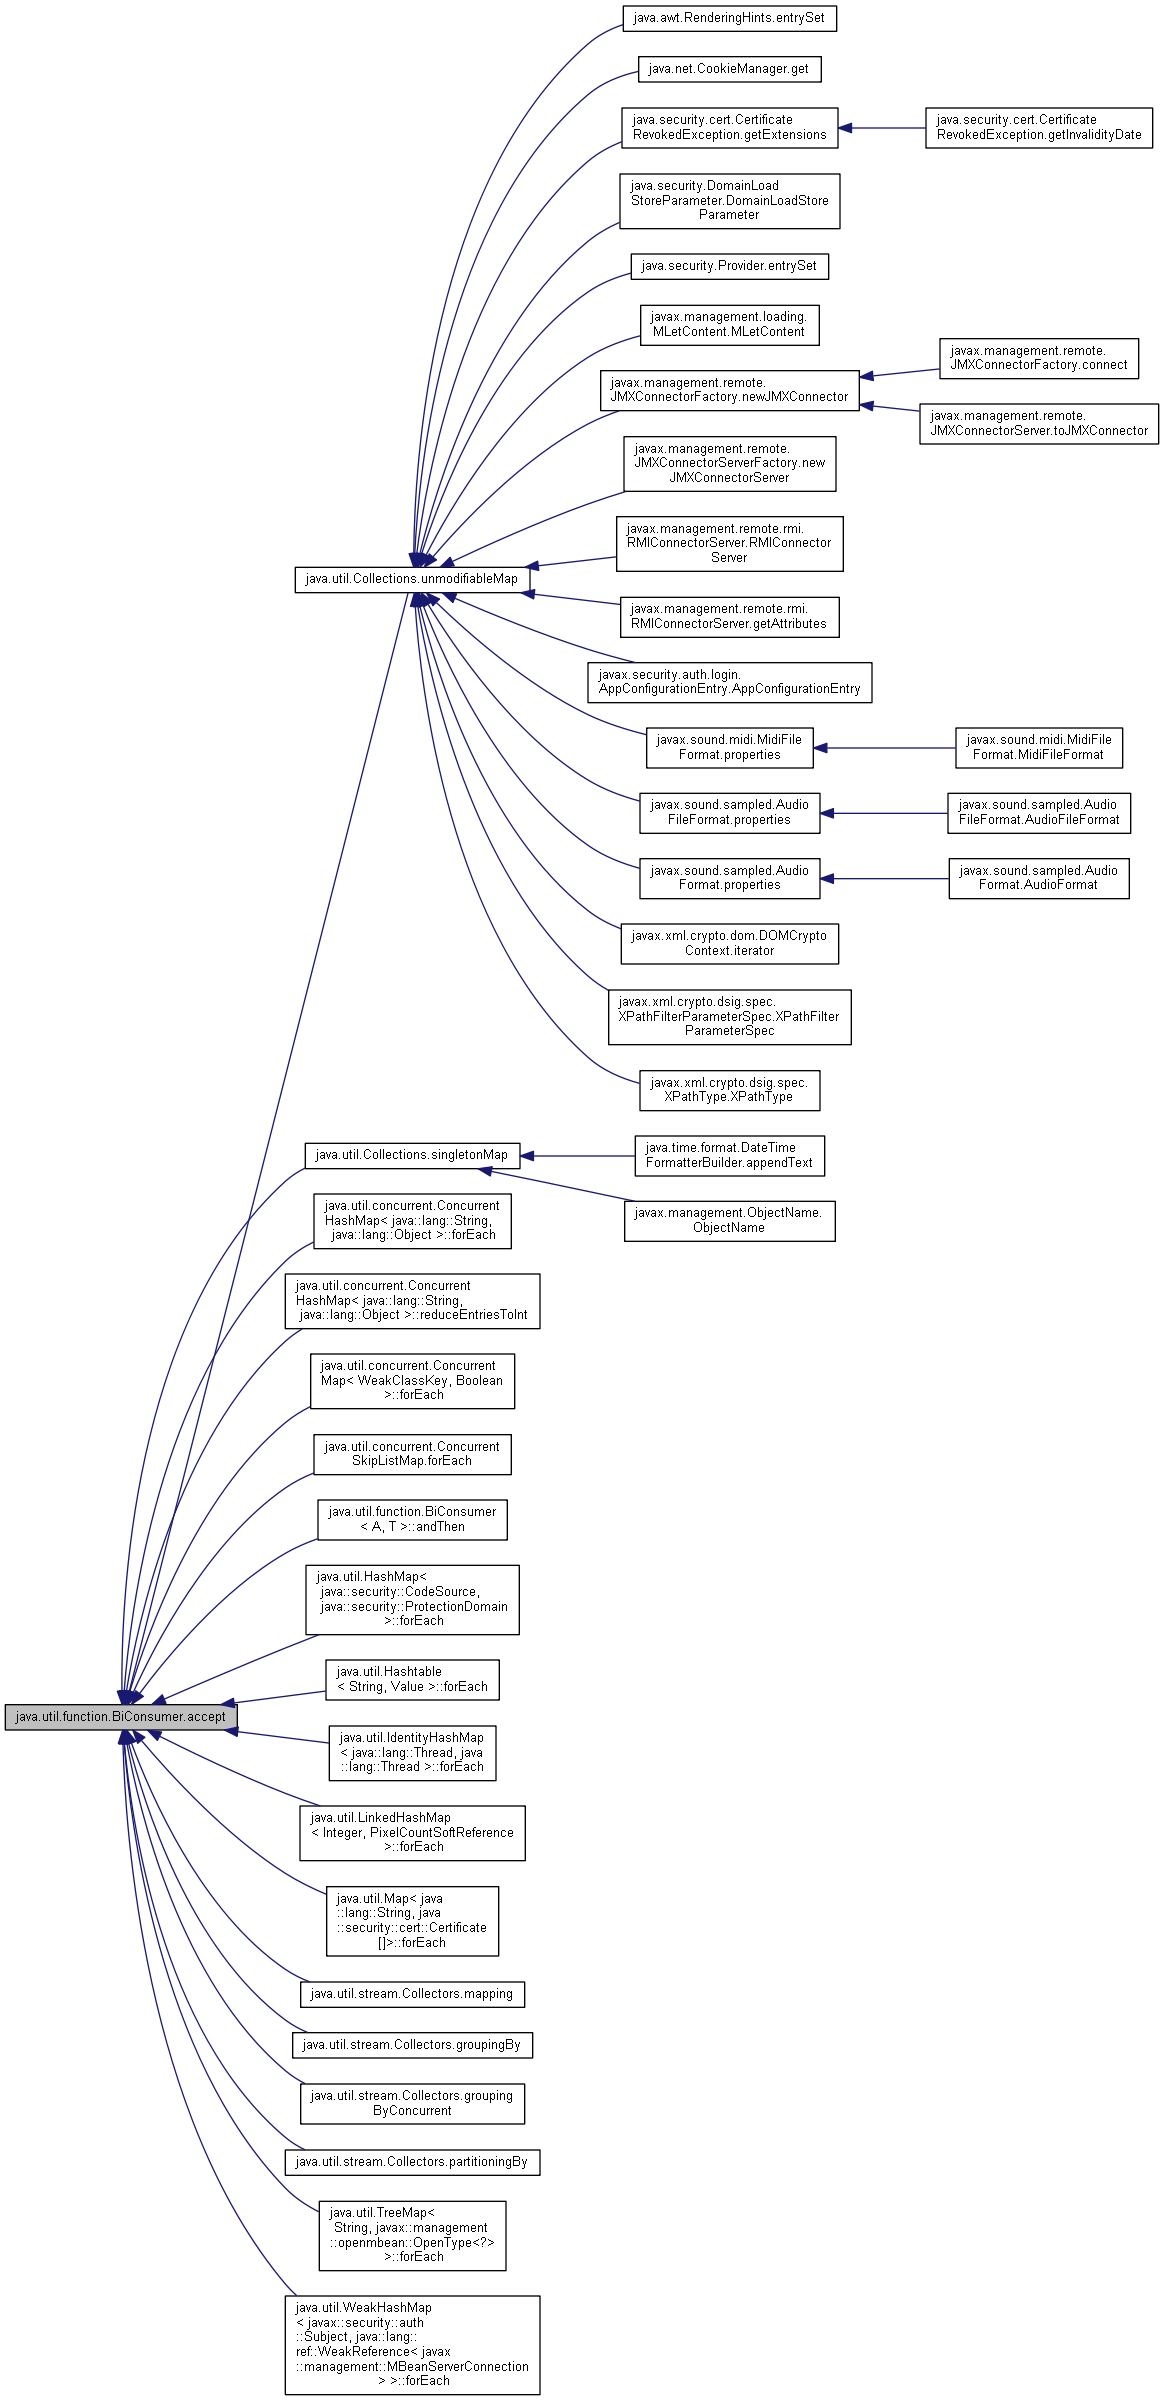 java.awt.RenderingHints.entrySet
java.net.CookieManager.get
java.security.cert.Certificate
RevokedException.getExtensions
java.security.cert.Certificate
RevokedException.getInvalidityDate
java.security.DomainLoad
StoreParameter.DomainLoadStore
Parameter
java.security.Provider.entrySet
javax.management.loading.
MLetContent.MLetContent
javax.management.remote.
JMXConnectorFactory.newJMXConnector
javax.management.remote.
JMXConnectorFactory.connect
javax.management.remote.
JMXConnectorServer.toJMXConnector
javax.management.remote.
JMXConnectorServerFactory.new
JMXConnectorServer
javax.management.remote.rmi.
RMIConnectorServer.RMIConnector
Server
java.util.Collections.unmodifiableMap
javax.management.remote.rmi.
RMIConnectorServer.getAttributes
javax.security.auth.login.
AppConfigurationEntry.AppConfigurationEntry
javax.sound.midi.MidiFile
Format.properties
javax.sound.midi.MidiFile
Format.MidiFileFormat
javax.sound.sampled.Audio
FileFormat.properties
javax.sound.sampled.Audio
FileFormat.AudioFileFormat
javax.sound.sampled.Audio
Format.properties
javax.sound.sampled.Audio
Format.AudioFormat
javax.xml.crypto.dom.DOMCrypto
Context.iterator
javax.xml.crypto.dsig.spec.
XPathFilterParameterSpec.XPathFilter
ParameterSpec
javax.xml.crypto.dsig.spec.
XPathType.XPathType
java.util.Collections.singletonMap
java.time.format.DateTime
FormatterBuilder.appendText
javax.management.ObjectName.
ObjectName
java.util.concurrent.Concurrent
HashMap< java::lang::String,
java::lang::Object >::forEach
java.util.concurrent.Concurrent
HashMap< java::lang::String,
java::lang::Object >::reduceEntriesToInt
java.util.concurrent.Concurrent
Map< WeakClassKey, Boolean
>::forEach
java.util.concurrent.Concurrent
SkipListMap.forEach
java.util.function.BiConsumer
< A, T >::andThen
java.util.HashMap<
java::security::CodeSource,
java::security::ProtectionDomain
>::forEach
java.util.Hashtable
< String, Value >::forEach
java.util.function.BiConsumer.accept
java.util.IdentityHashMap
< java::lang::Thread, java
::lang::Thread >::forEach
java.util.LinkedHashMap
< Integer, PixelCountSoftReference
>::forEach
java.util.Map< java
::lang::String, java
::security::cert::Certificate
[]>::forEach
java.util.stream.Collectors.mapping
java.util.stream.Collectors.groupingBy
java.util.stream.Collectors.grouping
ByConcurrent
java.util.stream.Collectors.partitioningBy
java.util.TreeMap<
String, javax::management
::openmbean::OpenType<?>
>::forEach
java.util.WeakHashMap
< javax::security::auth
::Subject, java::lang::
ref::WeakReference< javax
::management::MBeanServerConnection
> >::forEach